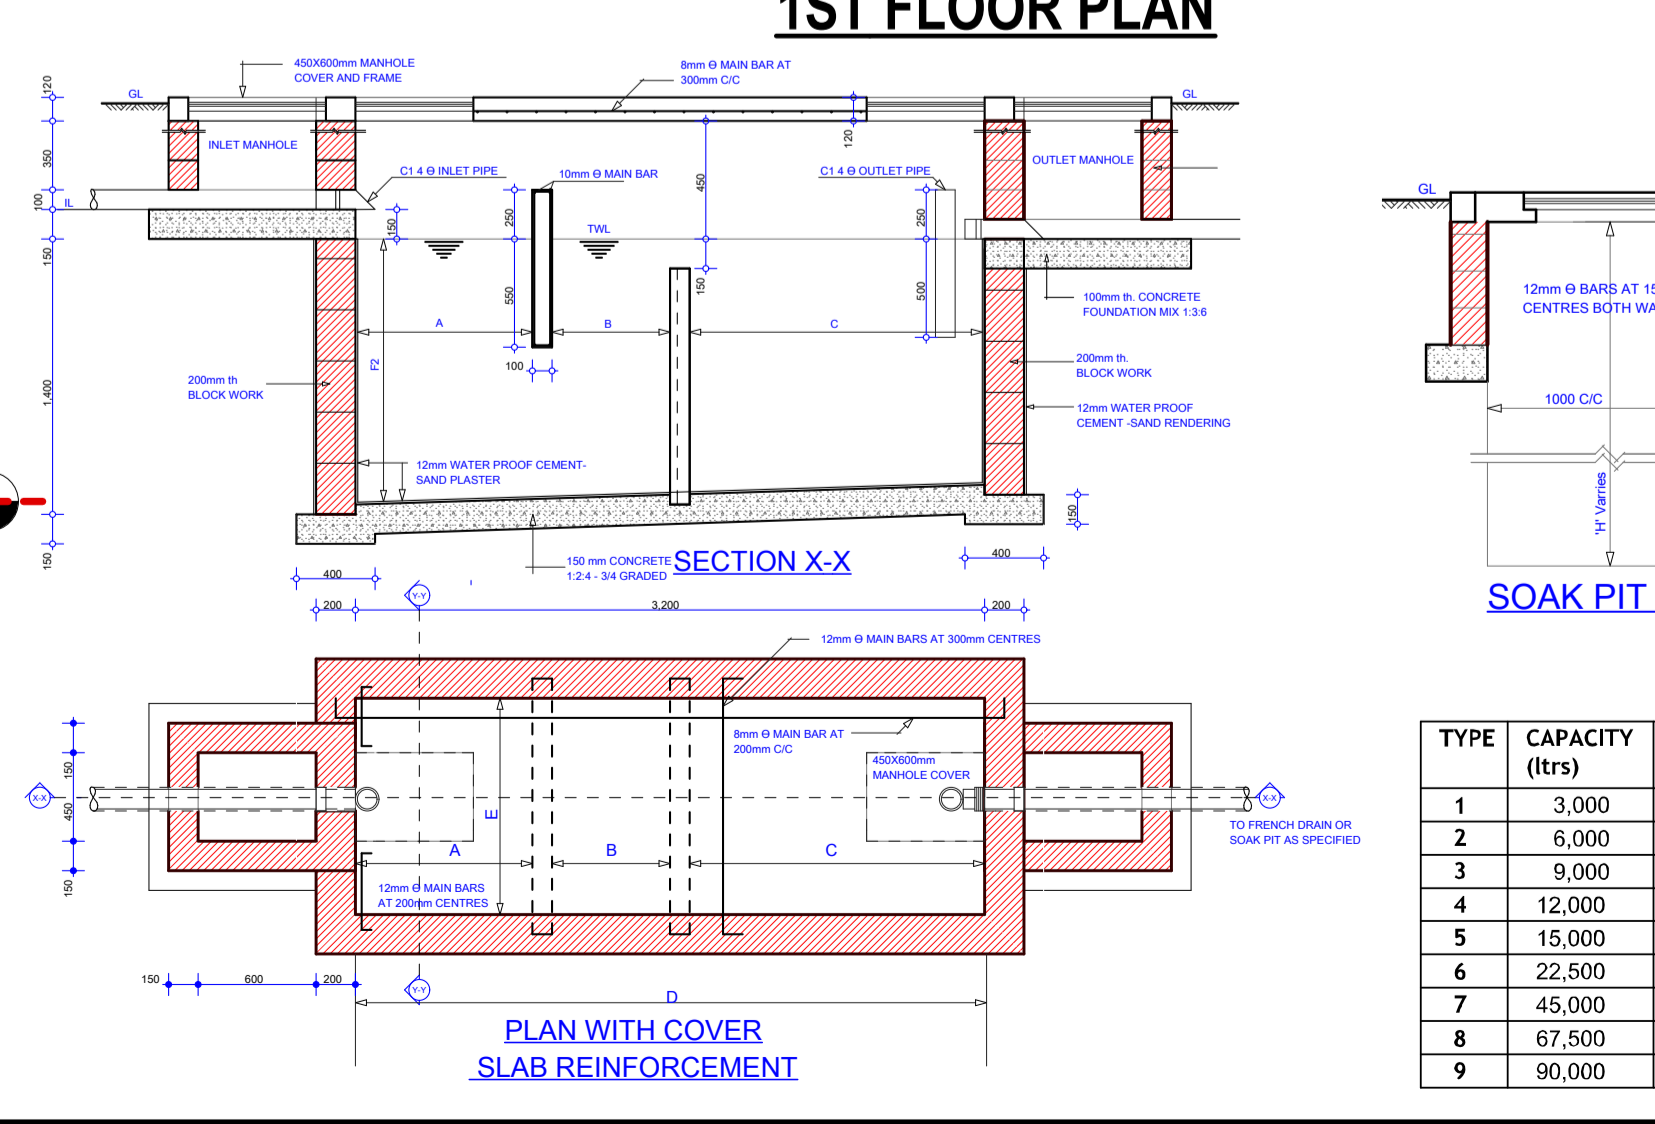 1ST FLOOR PLAN
450X600mm MANHOLE
COVER AND FRAME
8mm Ө MAIN BAR AT
300mm C/C
GL
GL
120
350
100
150
1,400
150
IL
INLET MANHOLE
C1 4 Ө INLET PIPE
10mm Ө MAIN BAR
450
120
C1 4 Ө OUTLET PIPE
OUTLET MANHOLE
150
250
TWL
250
550
150
500
A
B
C
F2
100
100mm th. CONCRETE
FOUNDATION MIX 1:3:6
200mm th
BLOCK WORK
200mm th.
BLOCK WORK
12mm WATER PROOF
CEMENT -SAND RENDERING
12mm WATER PROOF CEMENT-
SAND PLASTER
150
150 mm CONCRETE
1:2:4 - 3/4 GRADED
SECTION X-X
400
400
Y-Y
200
3,200
200
12mm Ө MAIN BARS AT 300mm CENTRES
8mm Ө MAIN BAR AT
200mm C/C
450X600mm
MANHOLE COVER
150
450
150
X-X
X-X
E
A
B
C
TO FRENCH DRAIN OR
SOAK PIT AS SPECIFIED
12mm Ө MAIN BARS
AT 200mm CENTRES
150
600
200
Y-Y
D
PLAN WITH COVER
SLAB REINFORCEMENT
GL
12mm Ө BARS AT
CENTRES BOTH
1000 C/C
'H' Varries
SOAK PIT
TYPE CAPACITY
(ltrs)
1 3,000
2 6,000
3 9,000
4 12,000
5 15,000
6 22,500
7 45,000
8 67,500
9 90,000